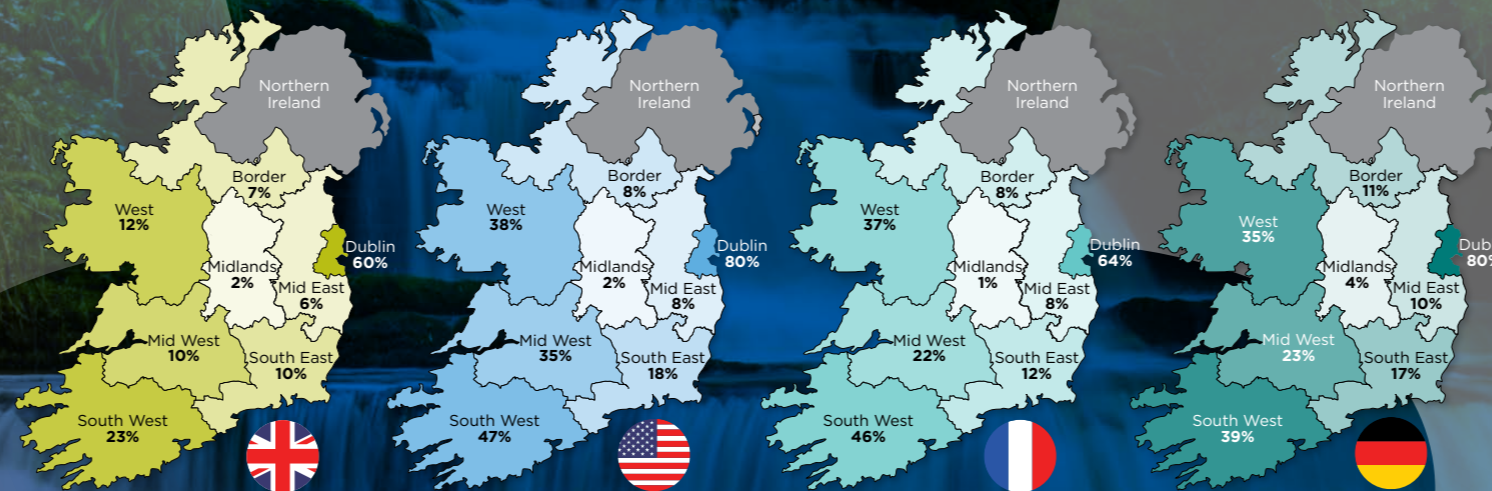 Northern
Ireland
Border
7%
West
12%
Dublin
60%
Midlands
2%
Mid East
6%
Mid West
10%
South East
10%
South West
23%
Northern
Ireland
Border
8%
West
38%
Dublin
80%
Midlands
2%
Mid East
8%
Mid West
35%
South East
18%
South West
47%
Northern
Ireland
Border
8%
West
37%
Dublin
64%
Midlands
1%
Mid East
8%
Mid West
22%
South East
12%
South West
46%
Northern
Ireland
Border
11%
West
35%
Dub
80%
Midlands
4%
Mid East
10%
Mid West
23%
South East
17%
South West
39%